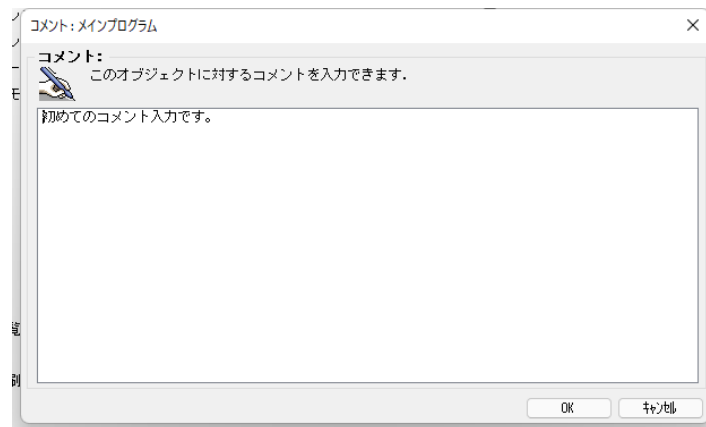 コメント：メインプログラム
コメント：
このオブジェクトに対するコメントを入力できます．
初めてのコメント入力です。
OK
ｷｬﾝｾﾙ